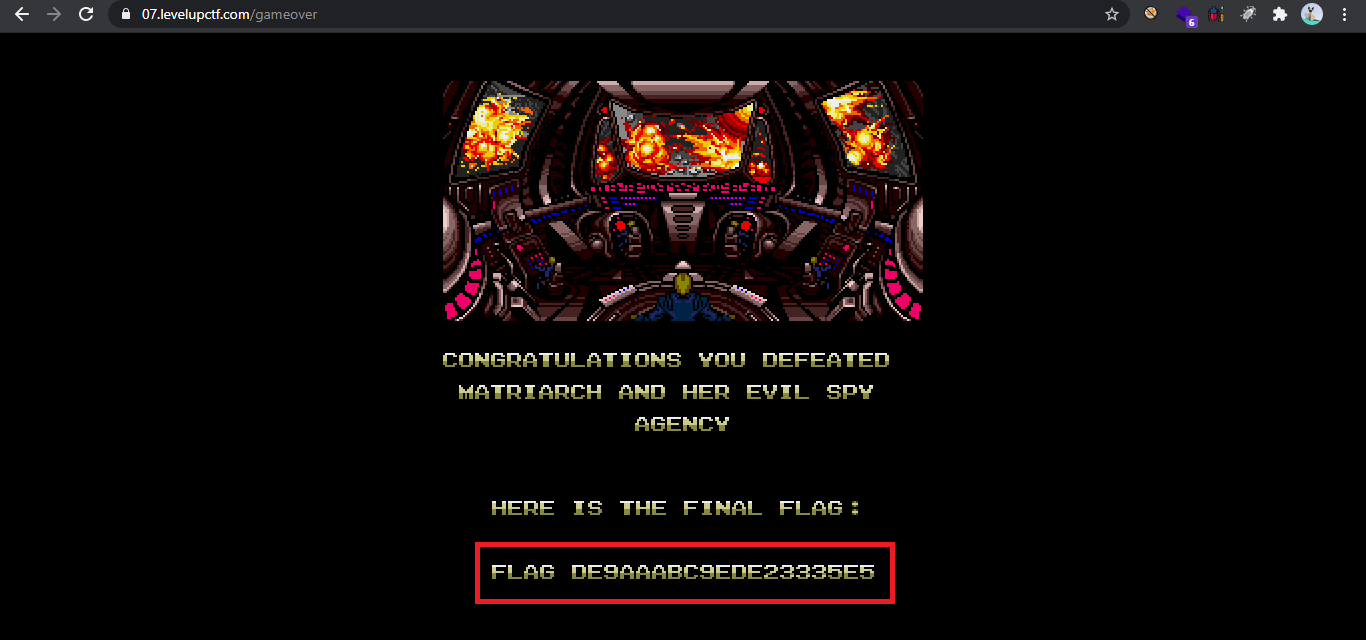 07.levelupctf.com/gameover
6
CONGRATULATIONS YOU DEFEATED
MATRIARCH AND HER EVIL SPY
AGENCY
HERE IS THE FINAL FLAG:
FLAG DE9AAABC9EDE23335E5